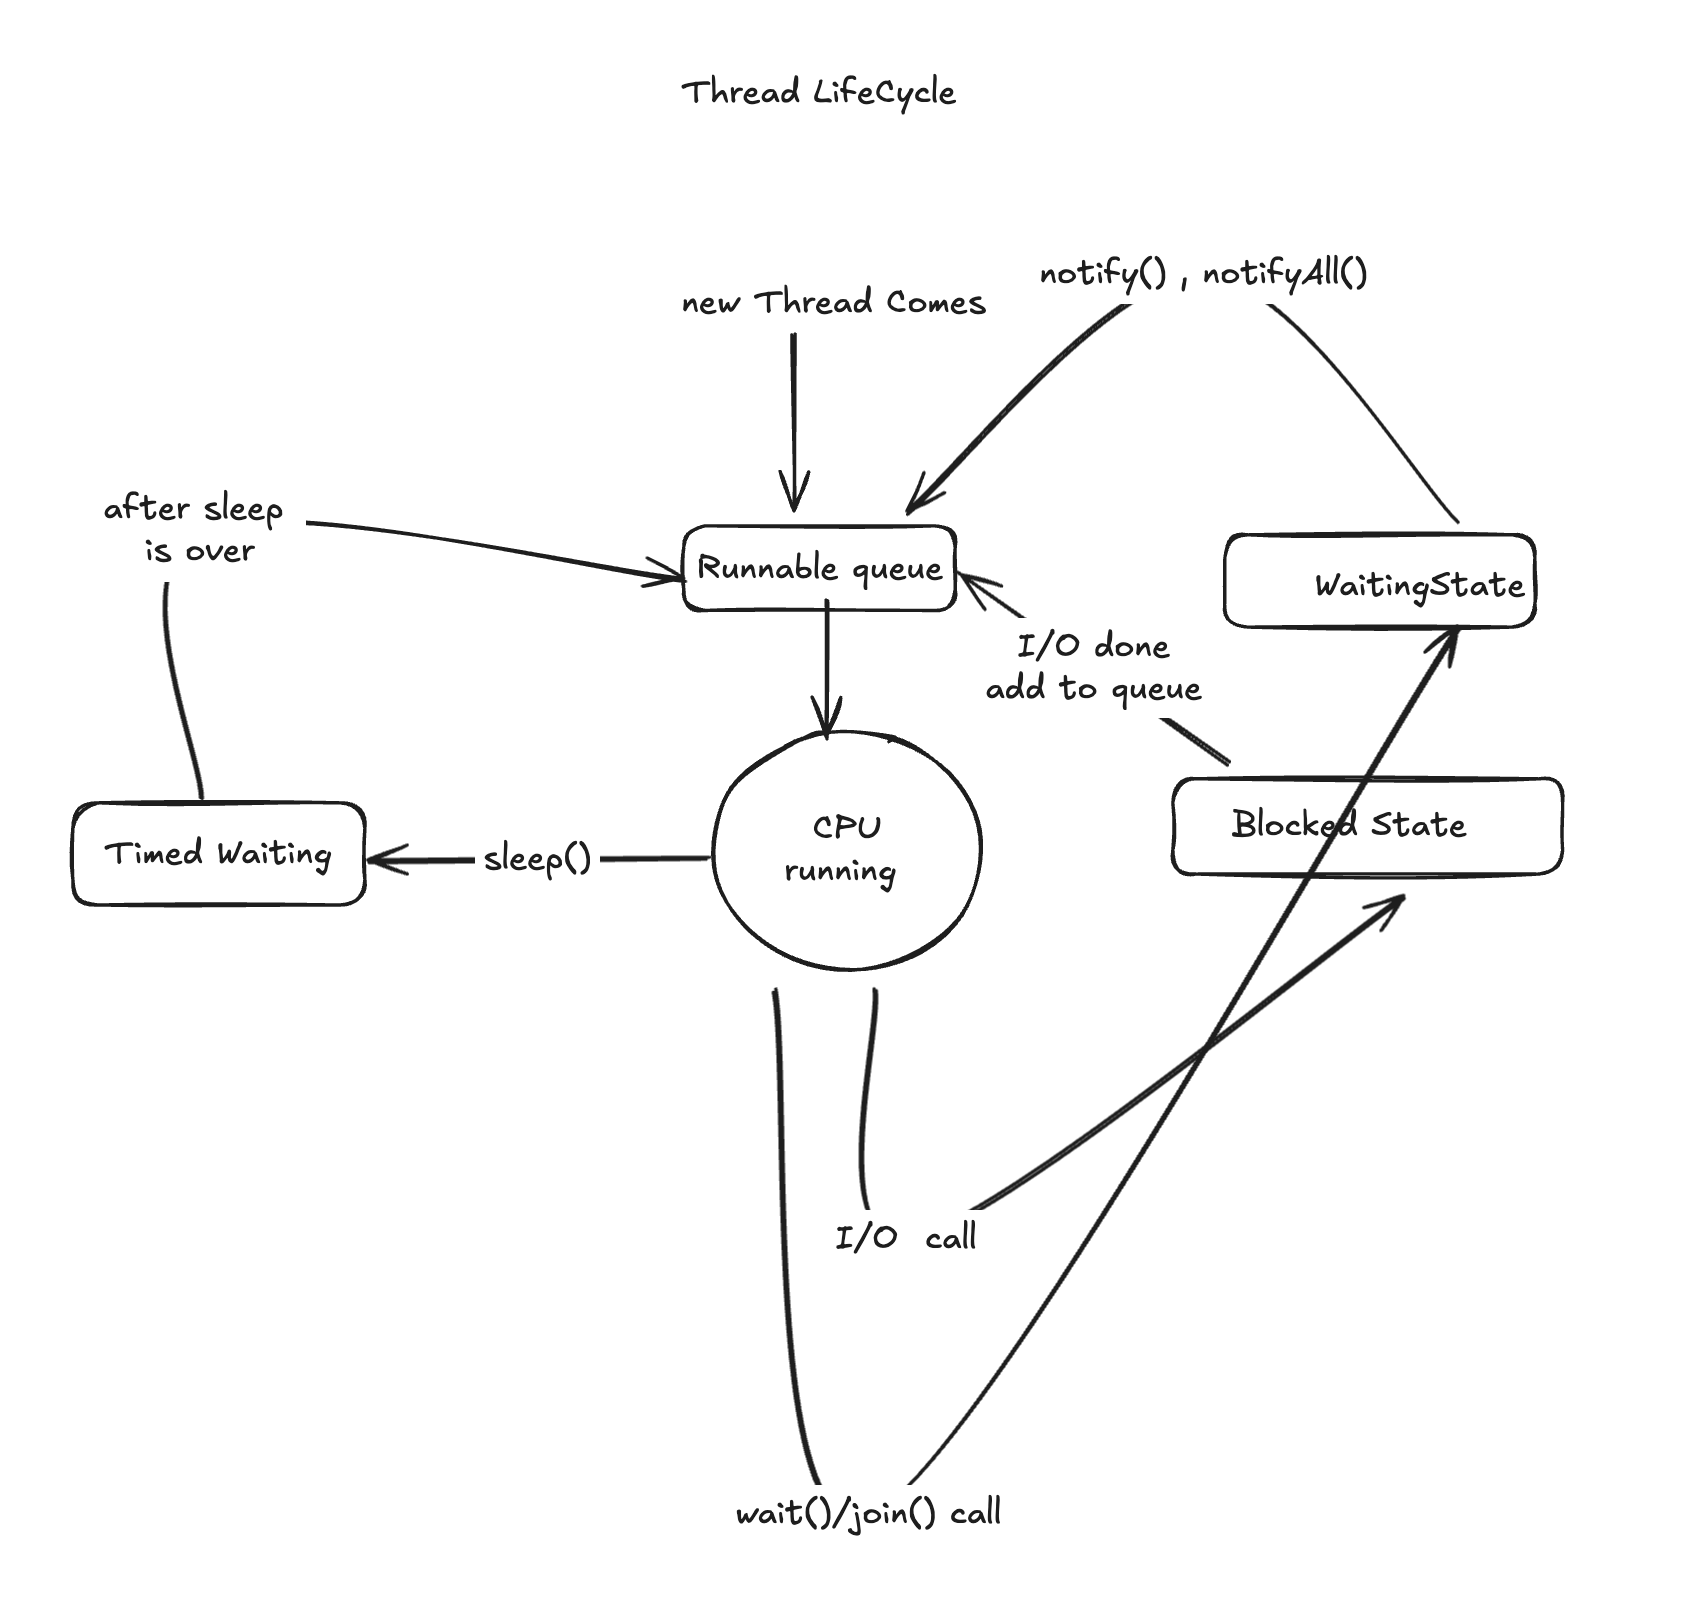 Thread LifeCycle
notify() , notifyAll()
new Thread Comes
after sleep
is over
Runnable queue
WaitingState
I/O done
add to queue
Blocked State
CPU
running
Timed Waiting
sleep()
I/O call
wait()/join() call